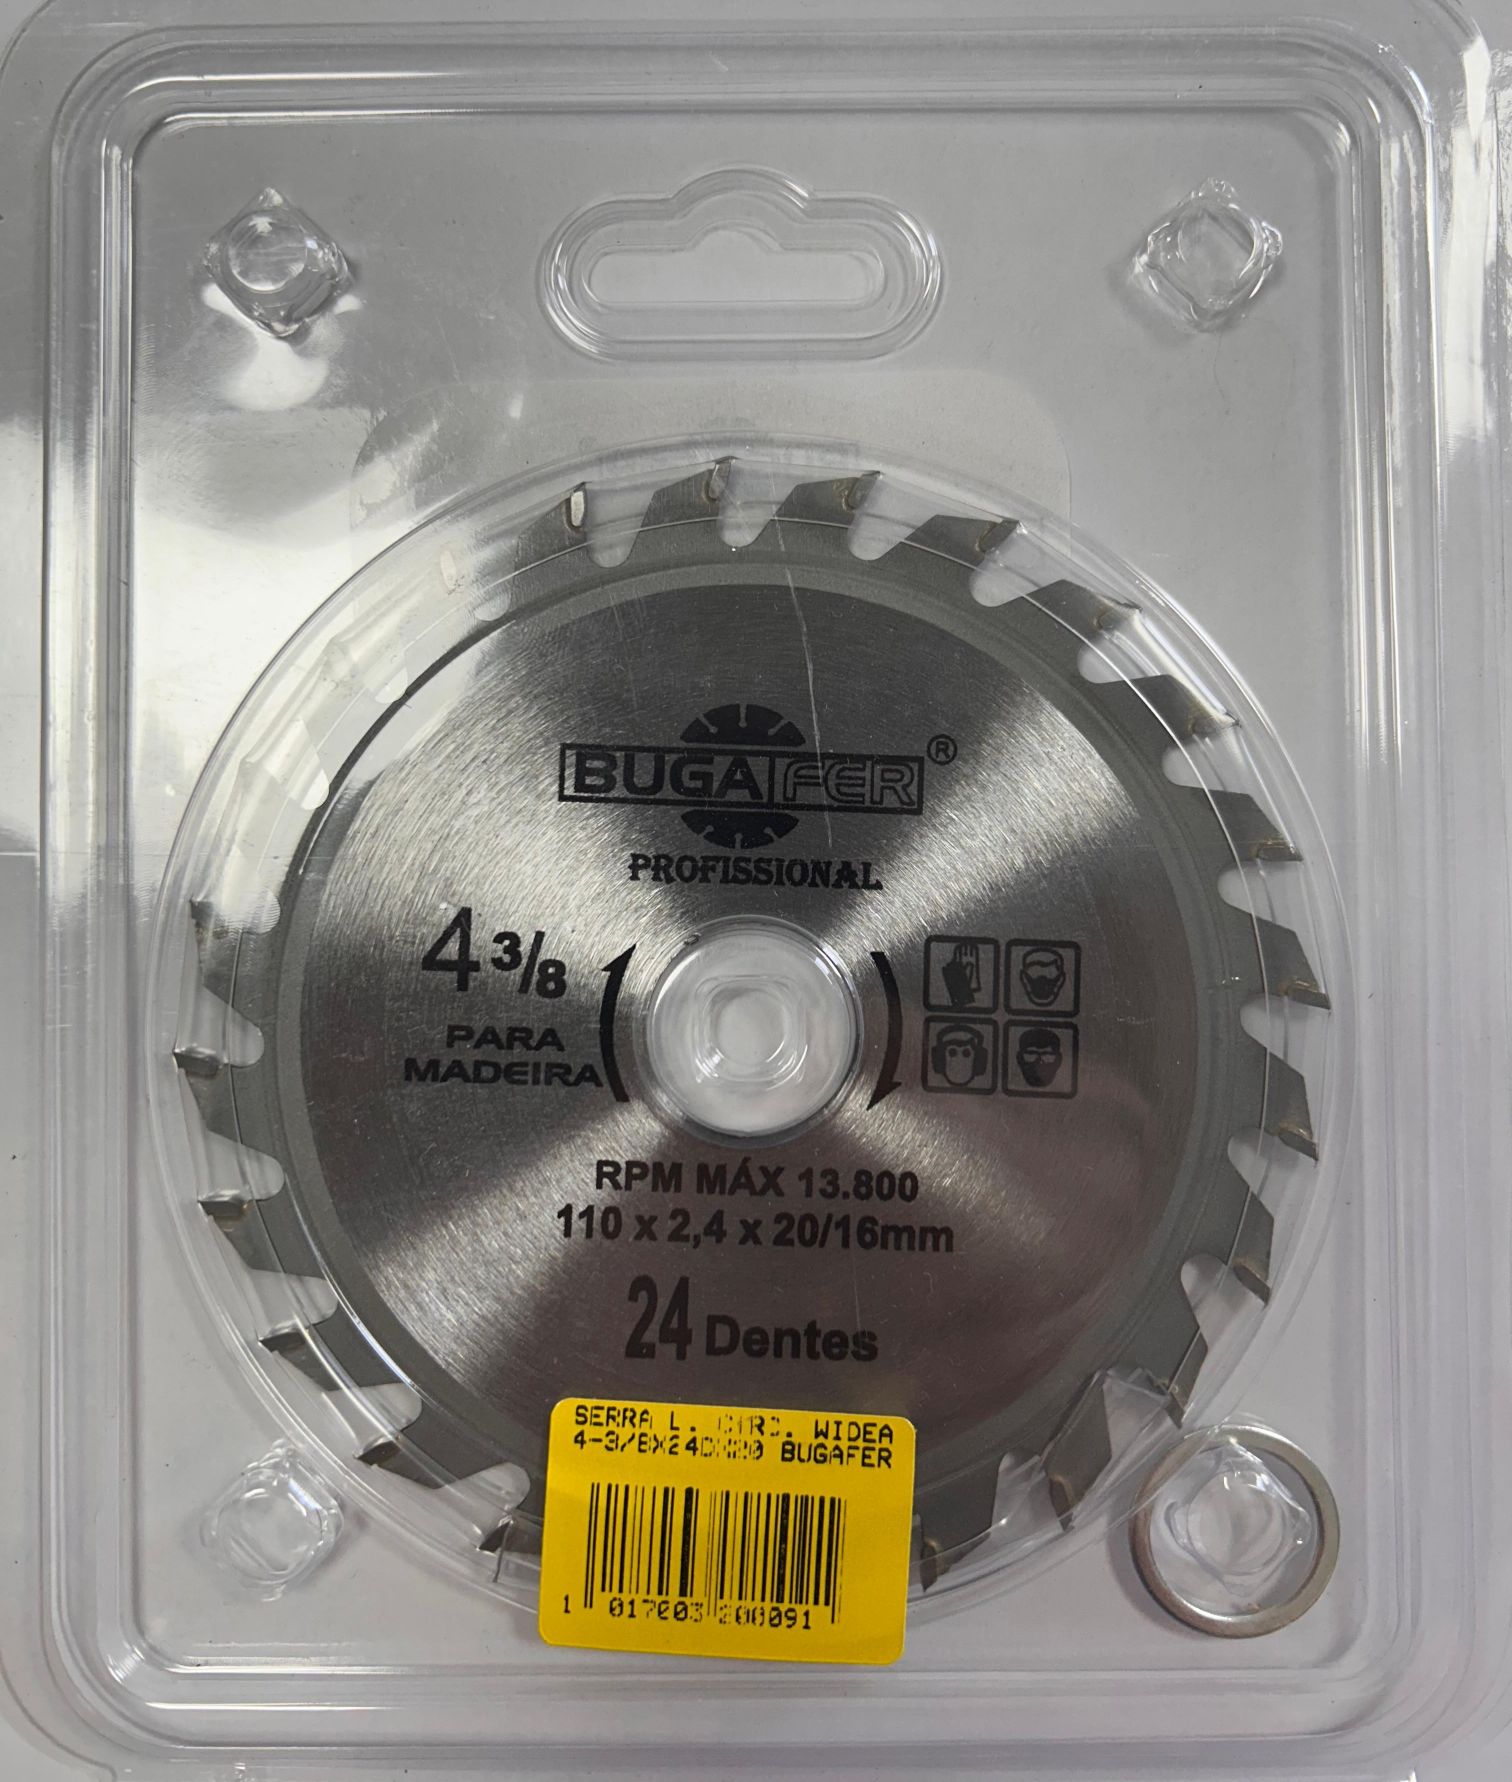 BUGAFER®
PROFISSIONAL
4 3/8
PARA
MADEIRA
RPM MÁX 13.800
110 x 2,4 x 20/16mm
24 Dentes
SERRA L. WIDEA
BUGAFER